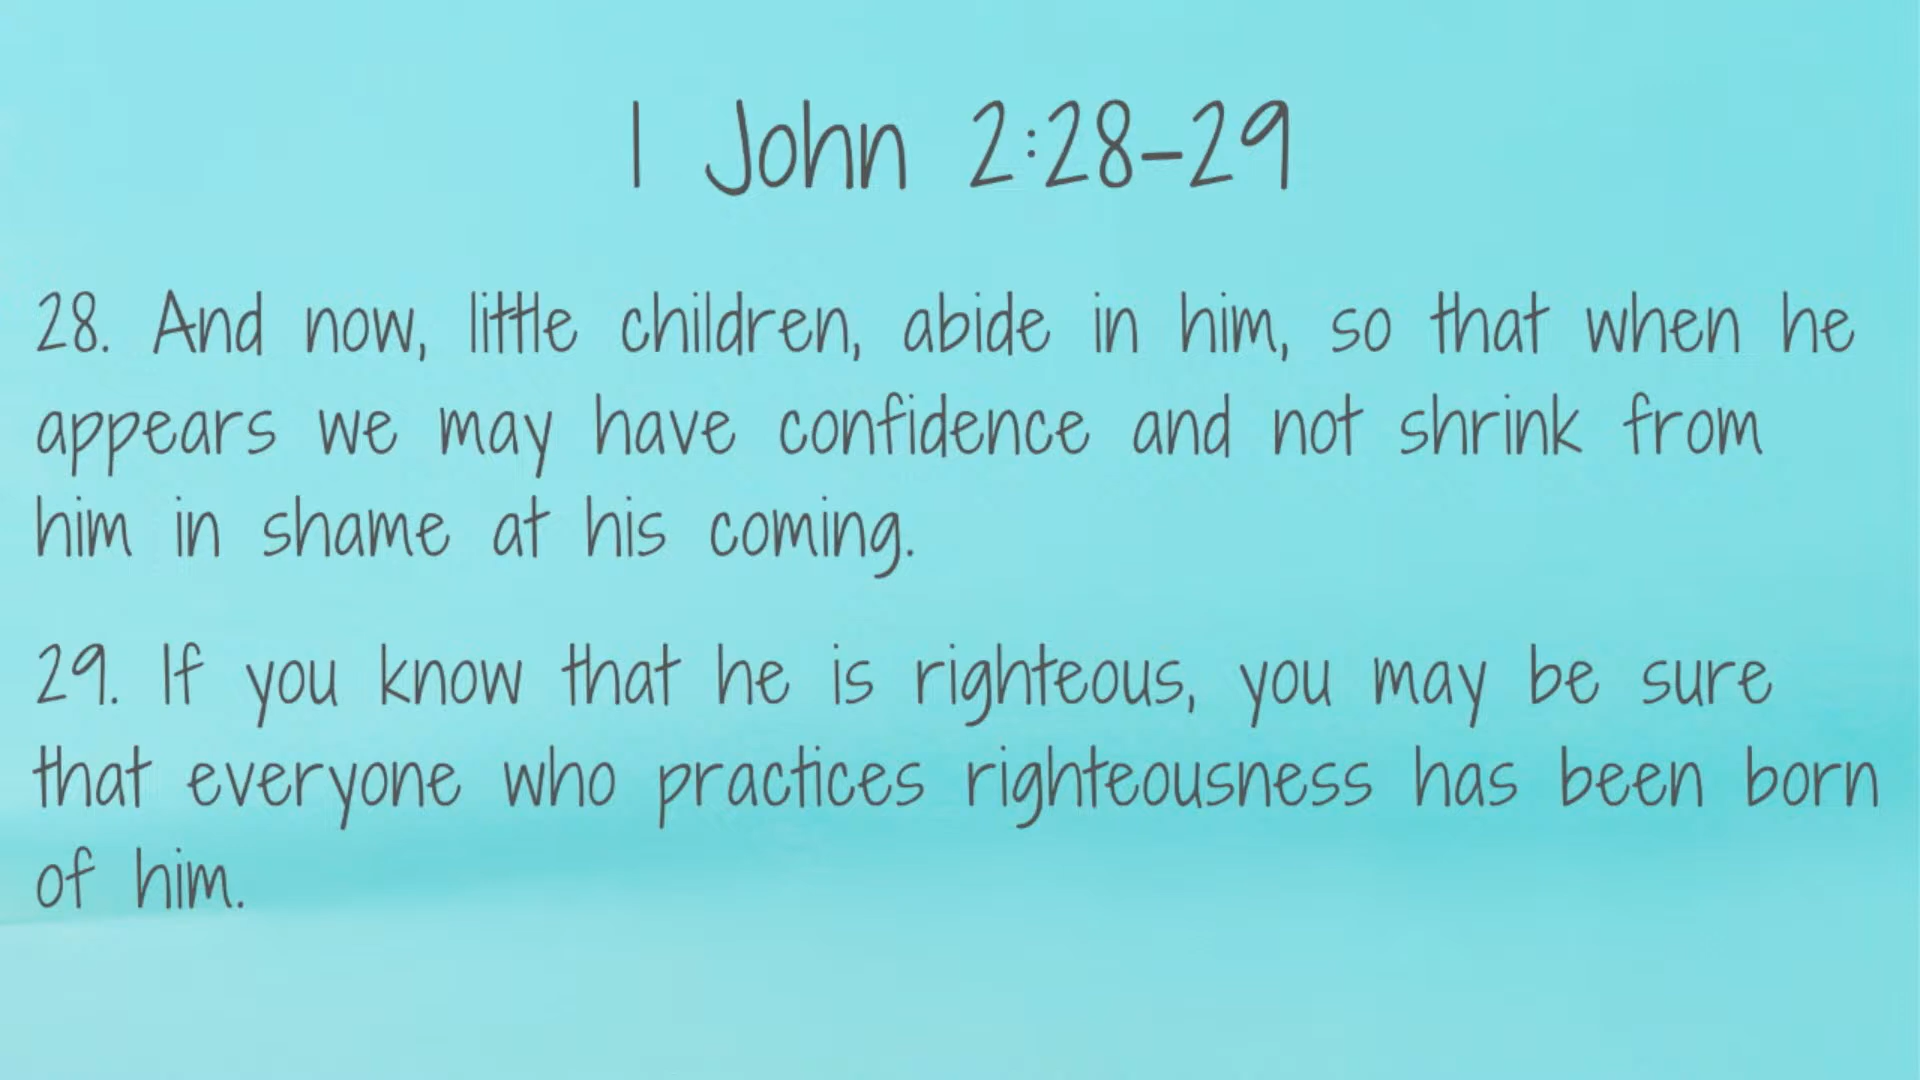 1 John 2:28-29
28. And now, little children, abide in him, so that when he
appears we may have confidence and not shrink from
him in shame at his coming.
29. If you know that he is righteous, you may be sure
that everyone who practices righteousness has been born
of him.